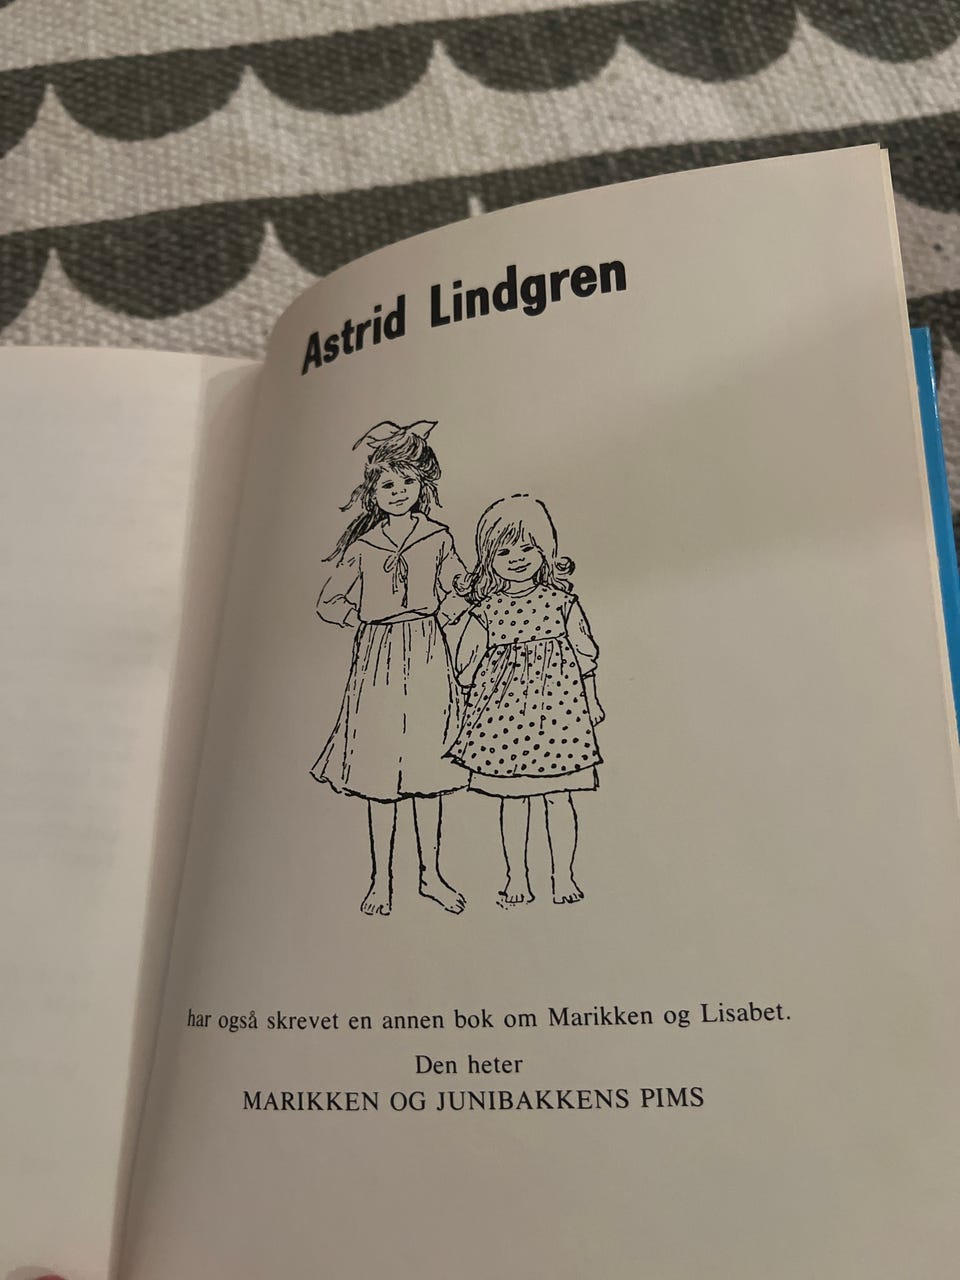 Astrid Lindgren
har også skrevet en annen bok om Marikken og Lisabet.
Den heter
MARIKKEN OG JUNIBAKKENS PIMS